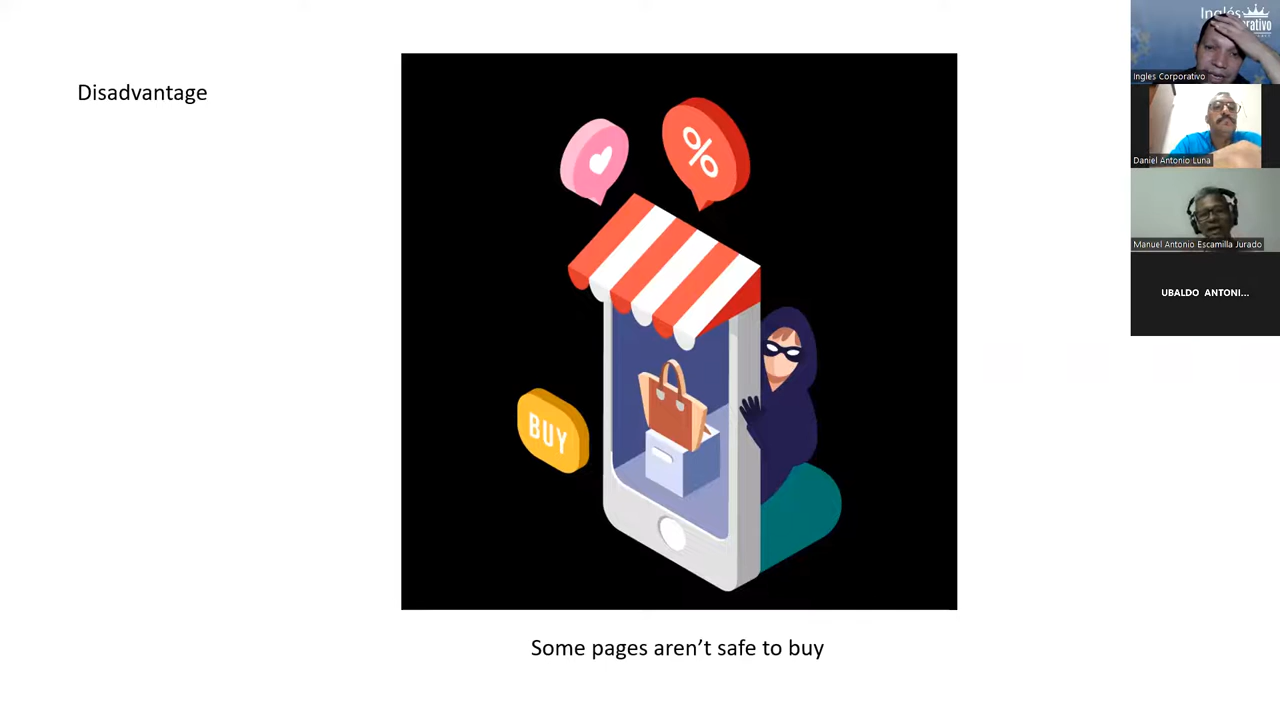 Disadvantage
%
BUY
Some pages aren't safe to buy
Inglés
Ingles Corporativo
Daniel Antonio Luna
Manuel Antonio Escamilla Jurado
UBALDO ANTONI...